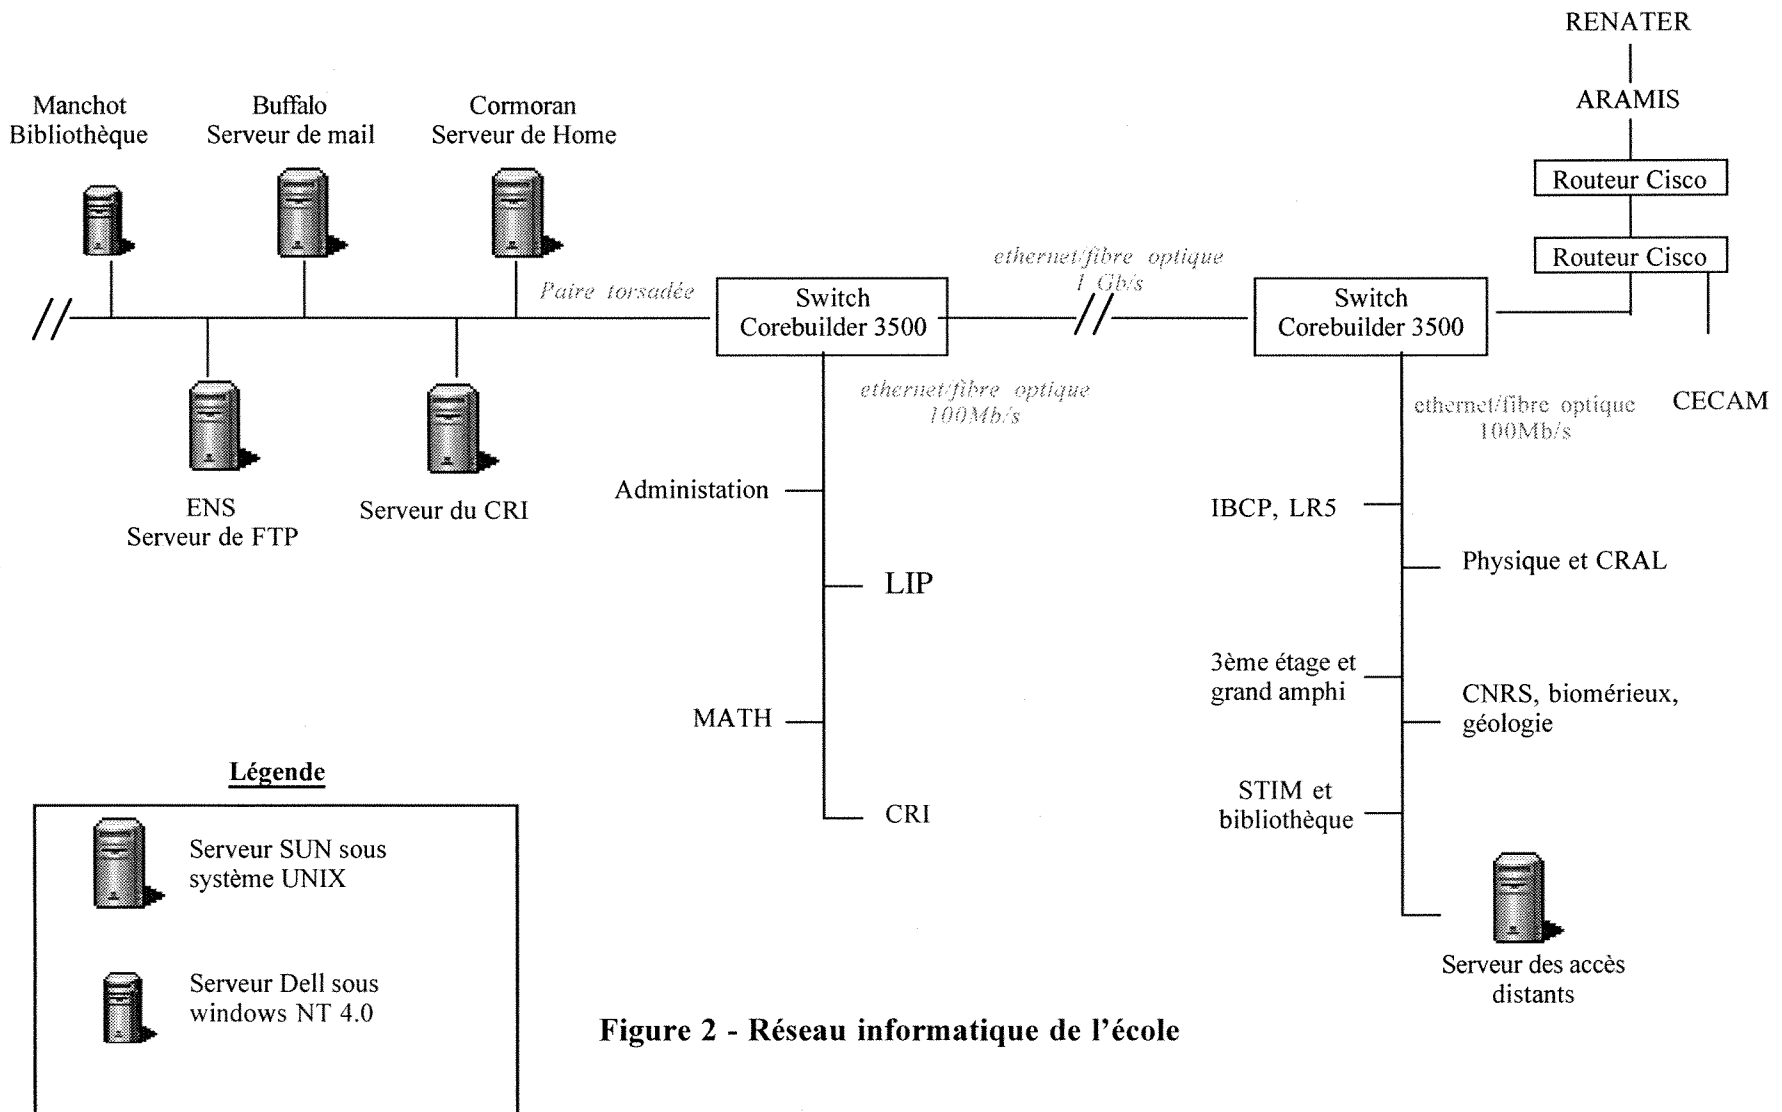 RENATER
ARAMIS
Routeur Cisco
Routeur Cisco
CECAM
Manchot
Bibliothèque
Buffalo
Serveur de mail
Cormoran
Serveur de Home
Paire torsadée
Switch
Corebuilder 3500
ethernet/fibre optique
1 Gb/s
Switch
Corebuilder 3500
ENS
Serveur de FTP
Serveur du CRI
ethernet/fibre optique
100Mb/s
Administation
LIP
MATH
CRI
ethernet/fibre optique
100Mb/s
IBCP, LR5
Physique et CRAL
3ème étage et
grand amphi
CNRS, biomérieux,
géologie
STIM et
bibliothèque
Serveur des accès
distants
Légende
Serveur SUN sous
système UNIX
Serveur Dell sous
windows NT 4.0
Figure 2 - Réseau informatique de l'école